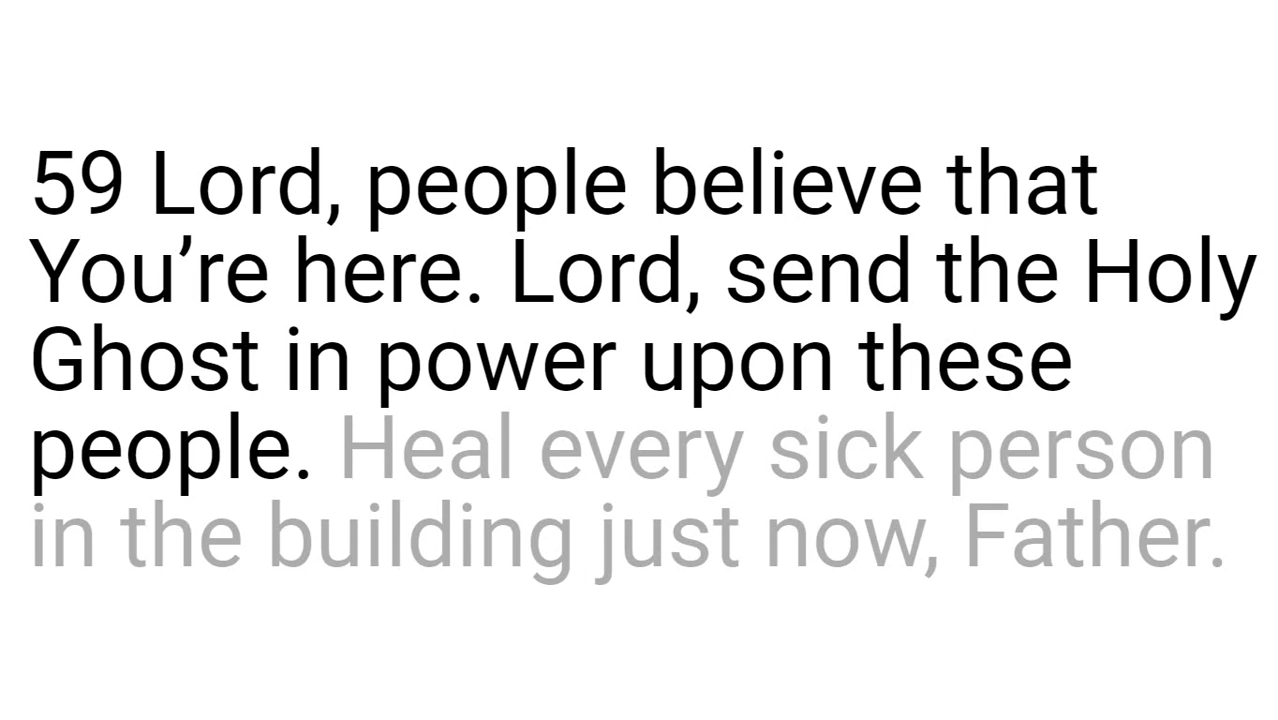 59 Lord, people believe that
You’re here. Lord, send the Holy
Ghost in power upon these
people. Heal every sick person
in the building just now, Father.